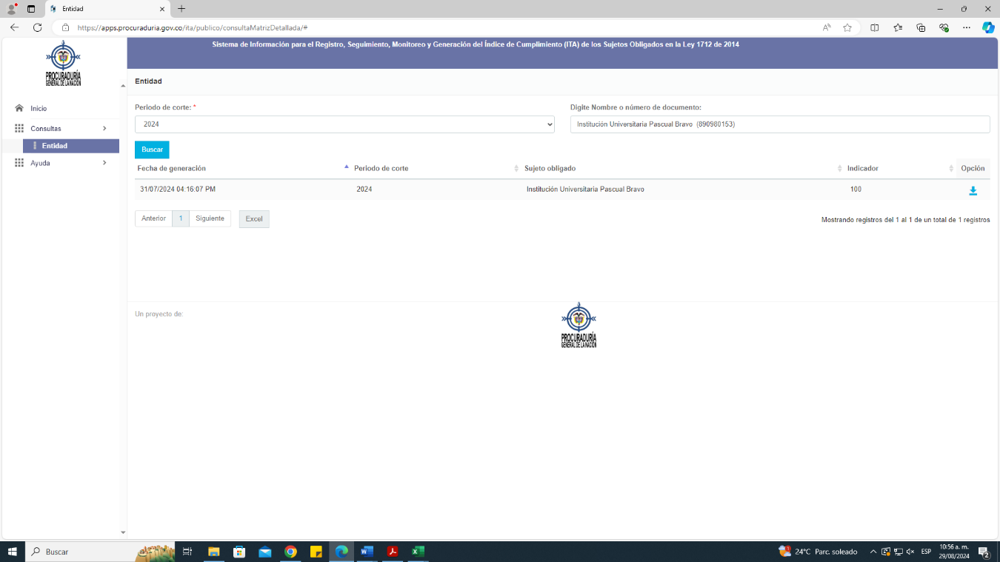 Entidad
https://apps.procuraduria.gov.co/ita/publico/consultaMatrizDetallada/#
PROCURADURÍA
GENERAL DE LA NACIÓN
Sistema de Información para el Registro, Seguimiento, Monitoreo y Generación del Índice de Cumplimiento (ITA) de los Sujetos Obligados en la Ley 1712 de 2014
Inicio
Consultas
Entidad
Ayuda
Entidad
Periodo de corte: *
Digite Nombre o número de documento:
2024
Institución Universitaria Pascual Bravo (890980153)
Buscar
Fecha de generación Periodo de corte Sujeto obligado Indicador Opción
31/07/2024 04:16:07 PM 2024 Institución Universitaria Pascual Bravo 100
Anterior 1 Siguiente Excel
Mostrando registros del 1 al 1 de un total de 1 registros
Un proyecto de:
PROCURADURÍA
GENERAL DE LA NACIÓN
Buscar
24°C Parc. soleado
ESP
10:56 a. m.
29/08/2024
2